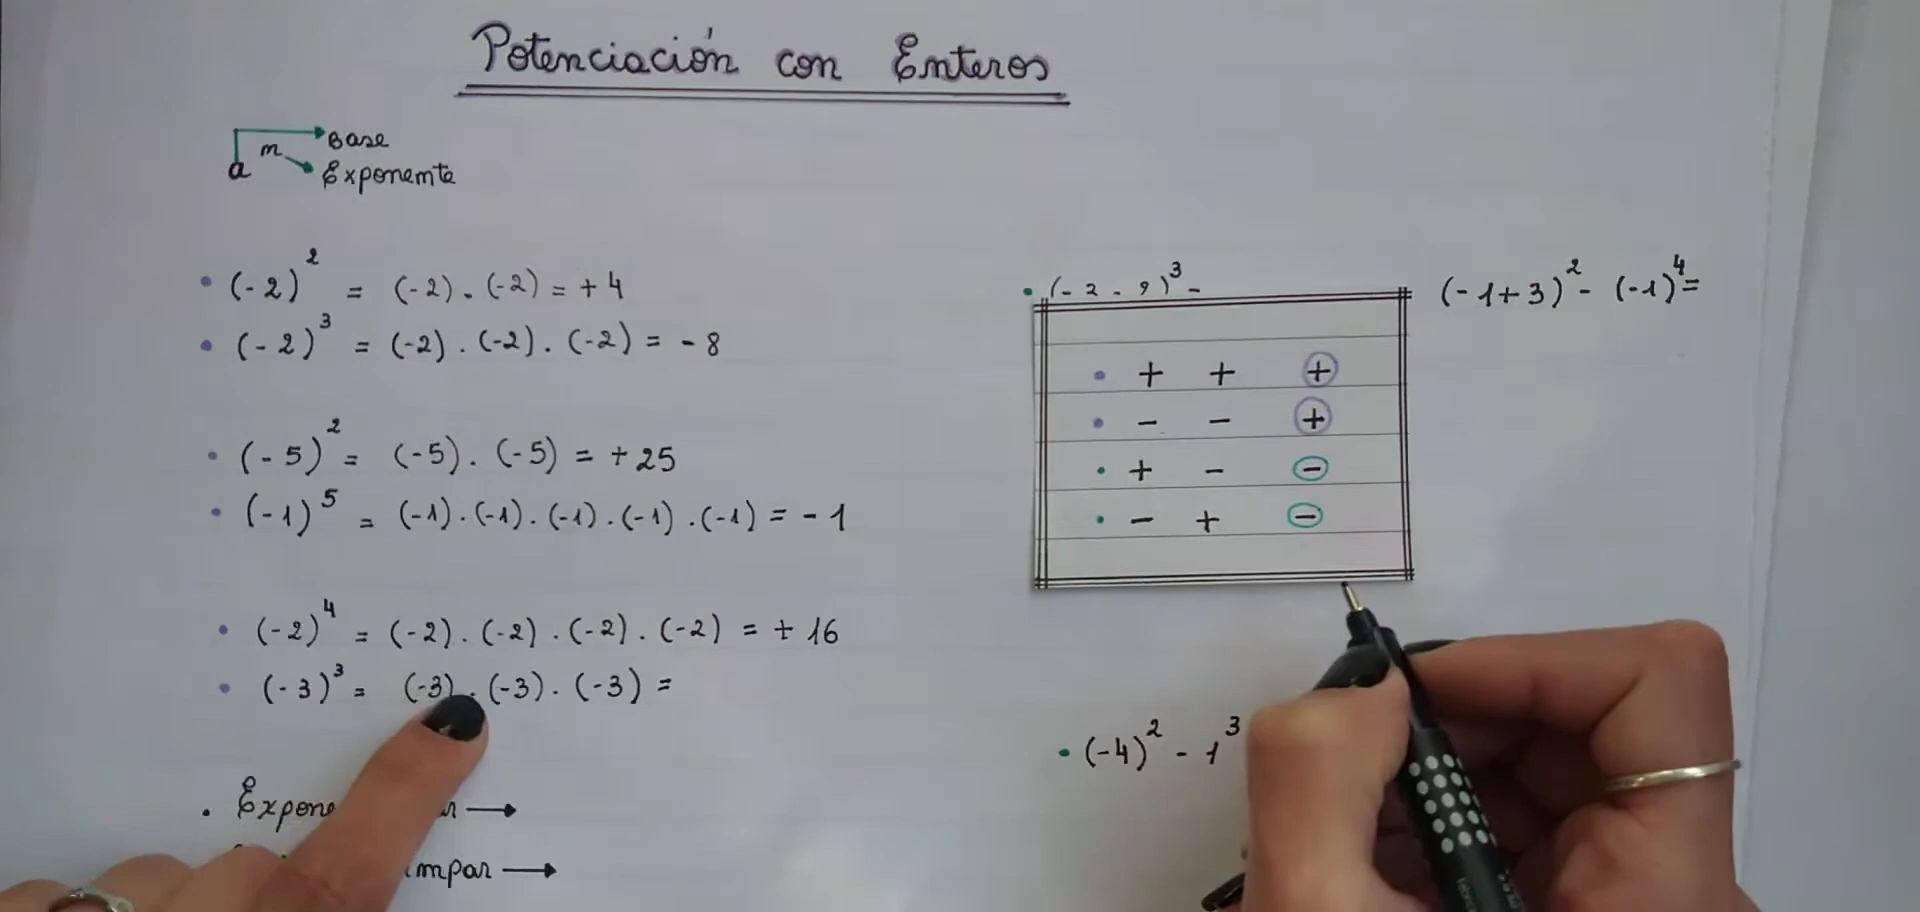 Potenciación con Enteros
Base
a^n
Exponente
• (-2)^2 = (-2) . (-2) = + 4
• (-2)^3 = (-2) . (-2) . (-2) = - 8
• (-5)^2 = (-5) . (-5) = + 25
• (-1)^5 = (-1) . (-1) . (-1) . (-1) . (-1) = - 1
• (-2)^4 = (-2) . (-2) . (-2) . (-2) = + 16
• (-3)^3 = (-3) . (-3) . (-3) =
. Expone
impar →
(-1+3)^2 - (-1)^4 =
• + + +
• - - +
• + - -
• - + -
• (-4)^2 - 1^3